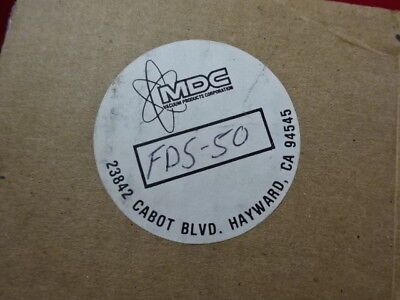 MDC
VACUUM PRODUCTS CORPORATION
FDS-50
23842 CABOT BLVD. HAYWARD, CA 94545